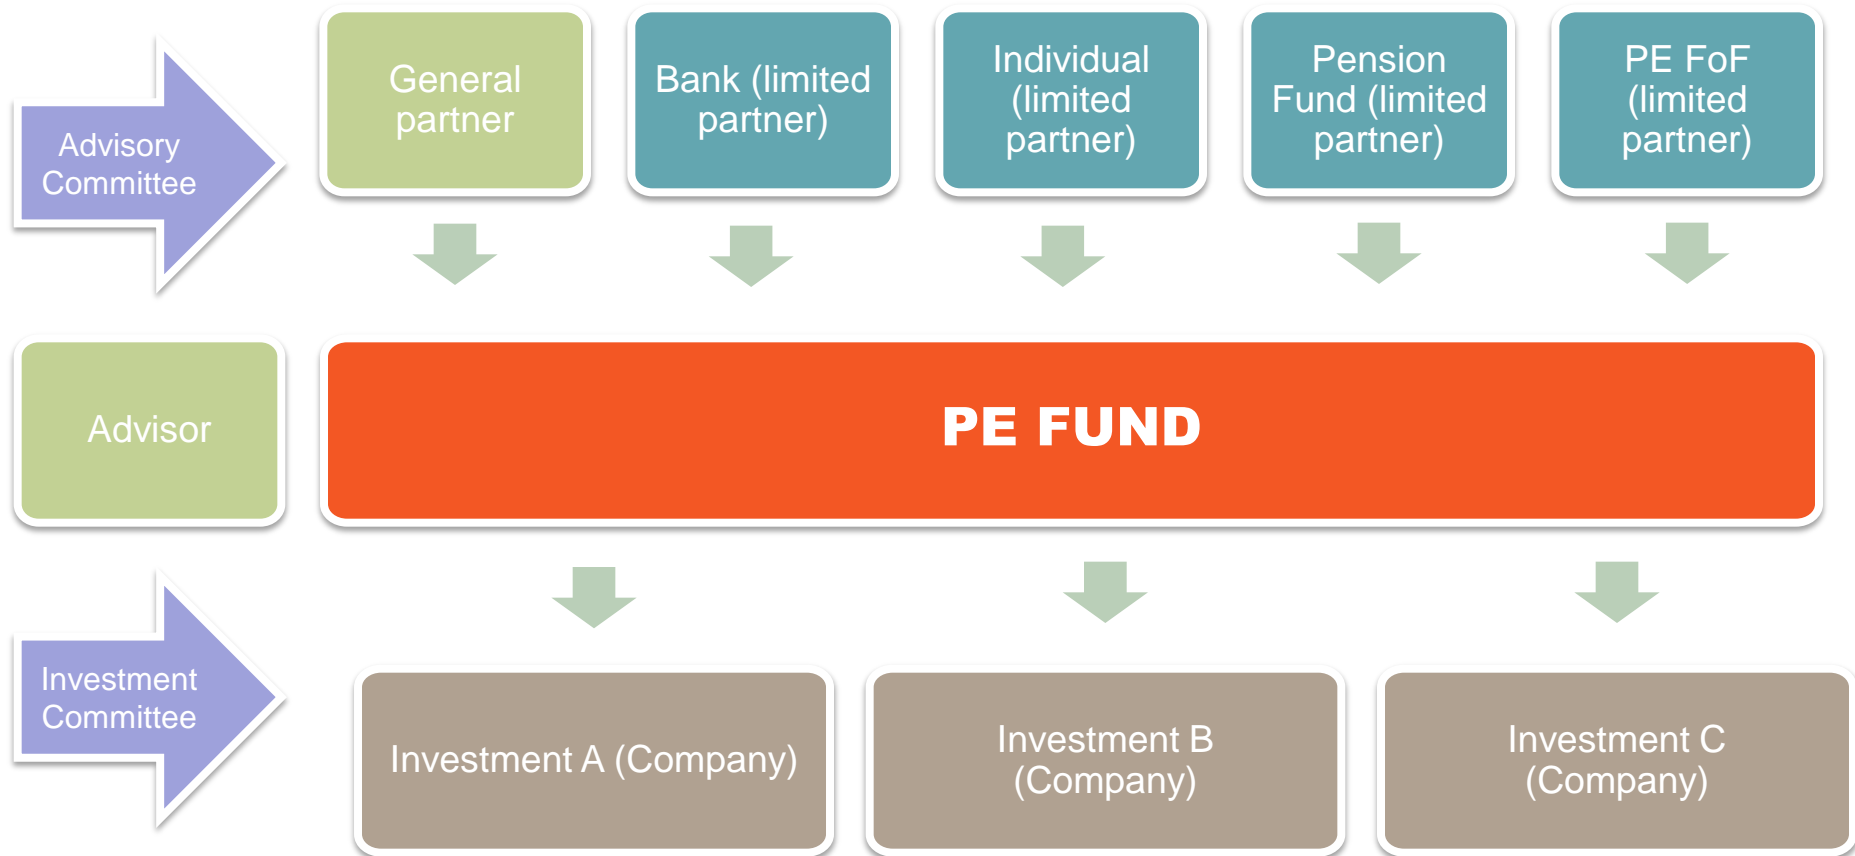 Advisory
Committee
General
partner
Bank (limited
partner)
Individual
(limited
partner)
Pension
Fund (limited
partner)
PE FoF
(limited
partner)
Advisor
PE FUND
Investment
Committee
Investment A (Company)
Investment B
(Company)
Investment C
(Company)